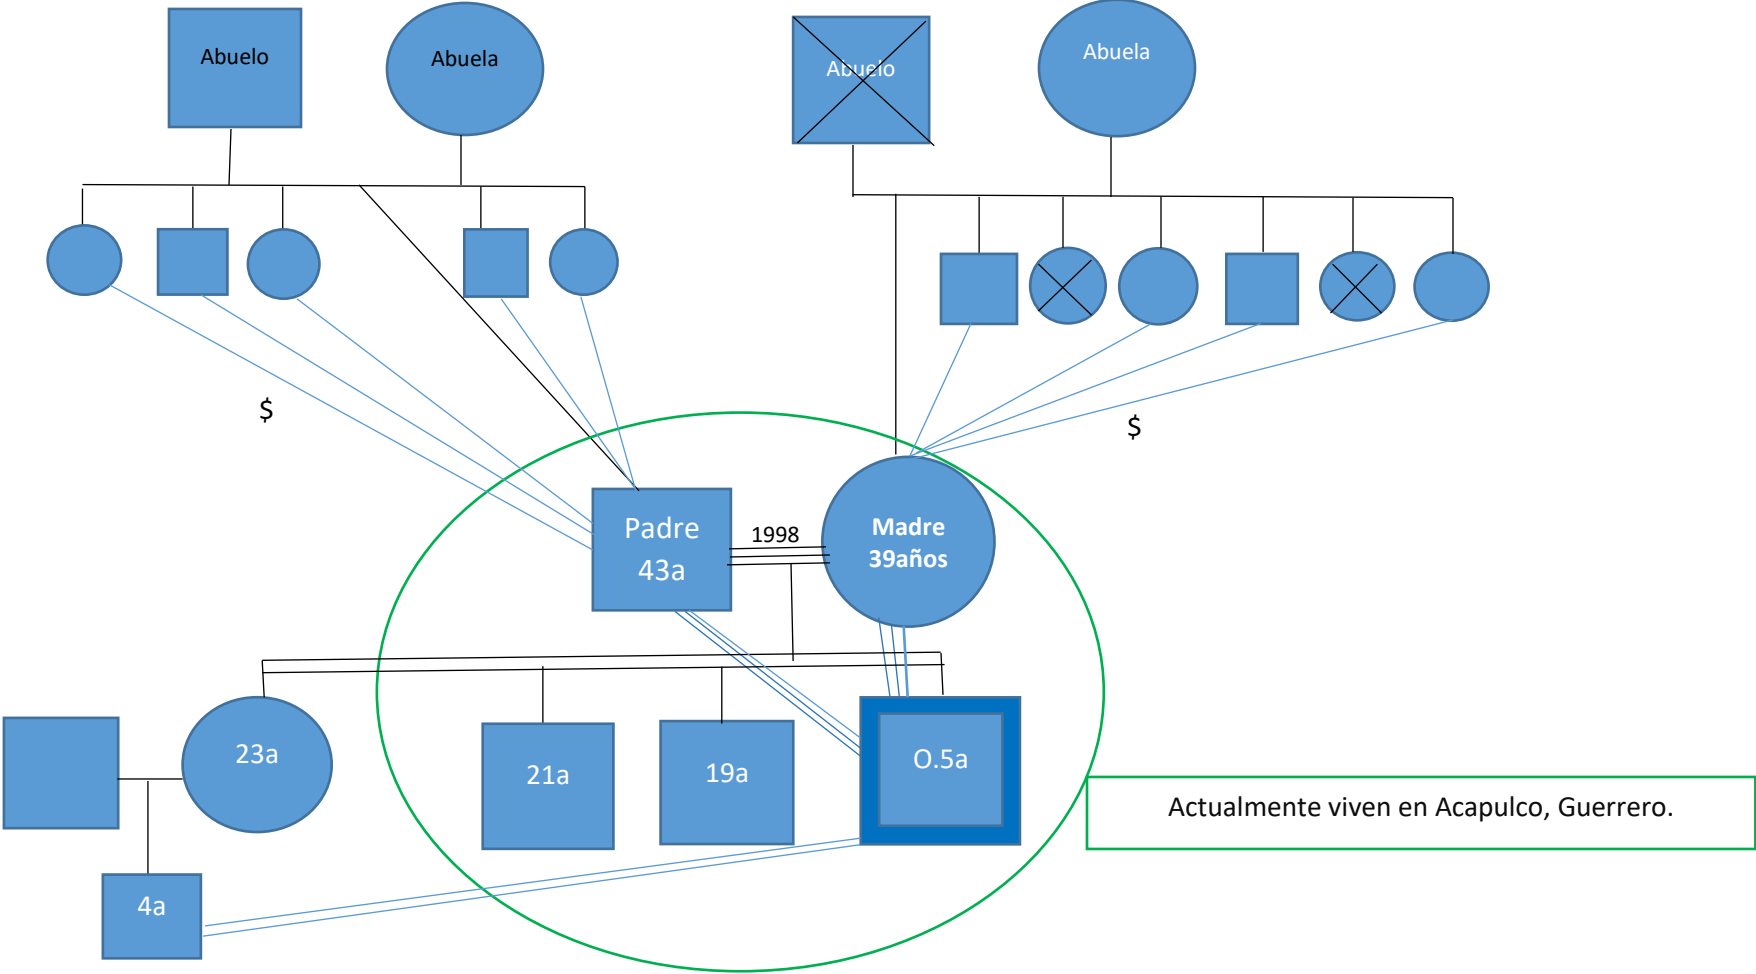 Abuelo
Abuela
Abuelo
Abuela
$
$
Padre
43a
1998
Madre
39años
23a
21a
19a
O.5a
Actualmente viven en Acapulco, Guerrero.
4a